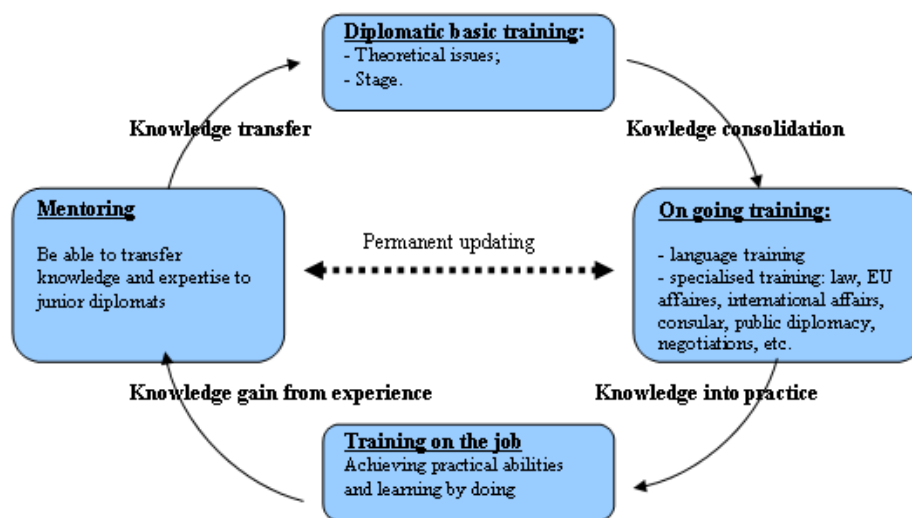 Diplomatic basic training:
- Theoretical issues;
- Stage.
Knowledge transfer
Kowledge consolidation
Mentoring
Be able to transfer
knowledge and expertise to
junior diplomats
Permanent updating
On going training:
- language training
- specialised training: law, EU
affaires, international affairs,
consular, public diplomacy,
negotiations, etc.
Knowledge gain from experience
Knowledge into practice
Training on the job
Achieving practical abilities
and learning by doing